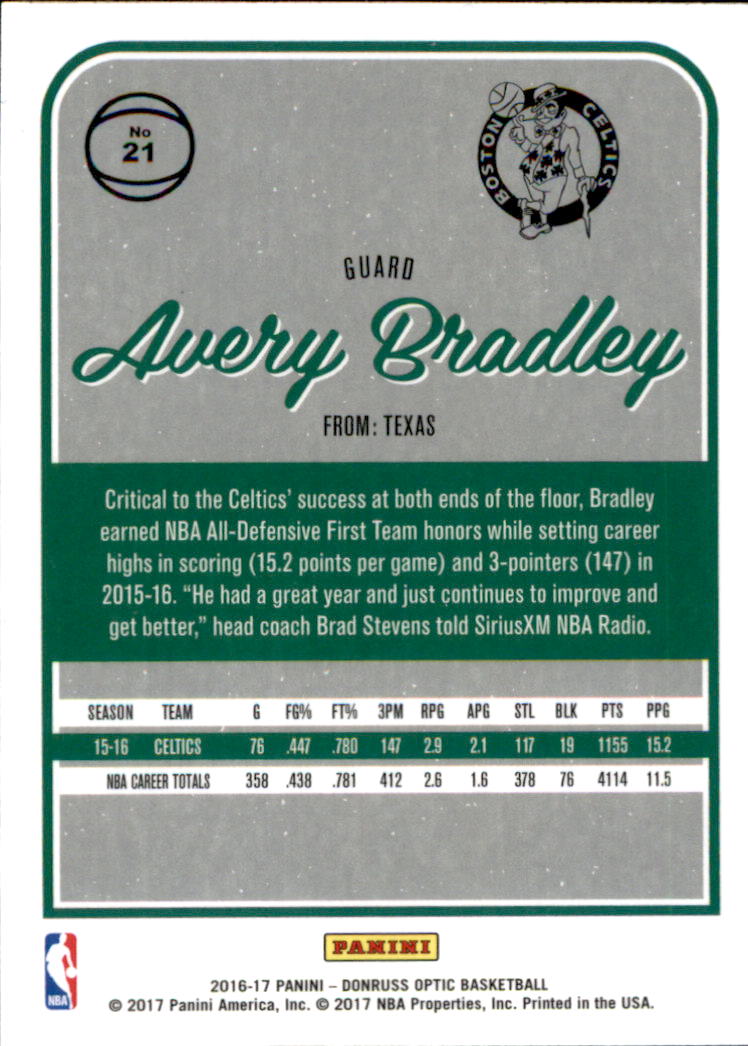 No
21
BOSTON CELTICS
GUARD
Avery Bradley
FROM: TEXAS
Critical to the Celtics' success at both ends of the floor, Bradley
earned NBA All-Defensive First Team honors while setting career
highs in scoring (15.2 points per game) and 3-pointers (147) in
2015-16. “He had a great year and just continues to improve and
get better,” head coach Brad Stevens told SiriusXM NBA Radio.
SEASON TEAM G FG% FT% 3PM RPG APG STL BLK PTS PPG
15-16 CELTICS 76 .447 .780 147 2.9 2.1 117 19 1155 15.2
NBA CAREER TOTALS 358 .438 .781 412 2.6 1.6 378 76 4114 11.5
PANINI
NBA
2016-17 PANINI – DONRUSS OPTIC BASKETBALL
© 2017 Panini America, Inc. © 2017 NBA Properties, Inc. Printed in the USA.